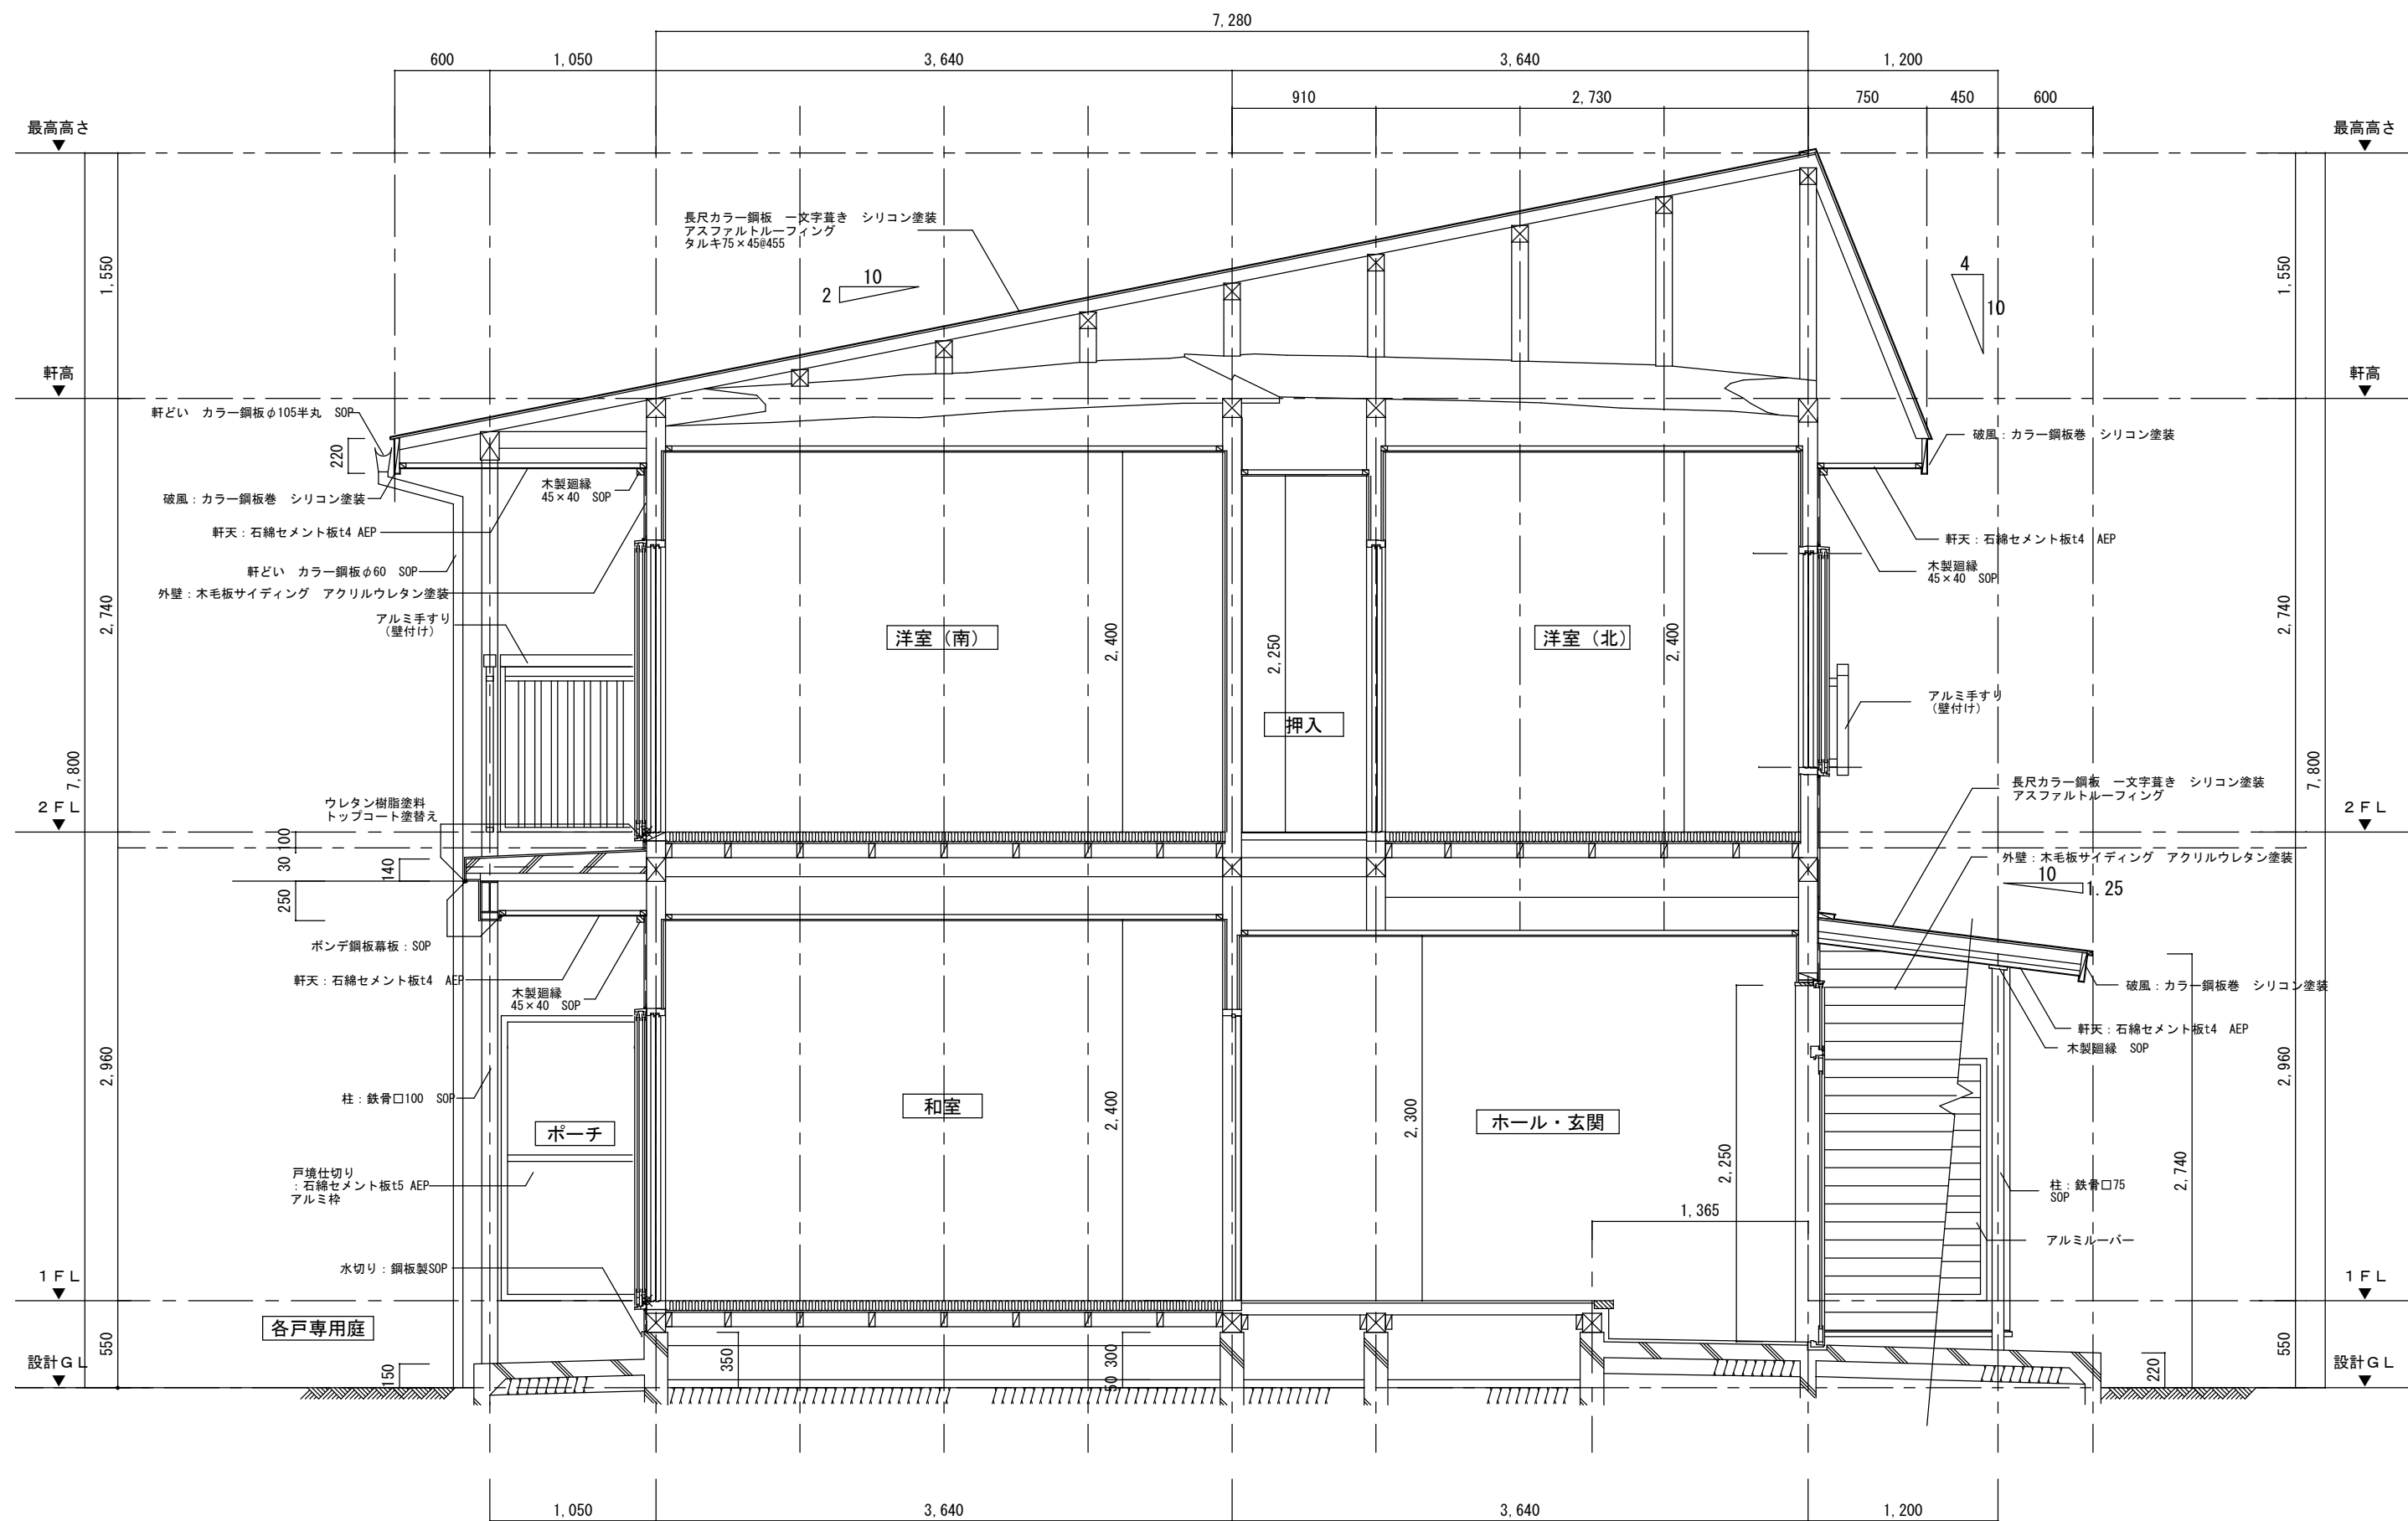 7,280
600
1,050
3,640
3,640
1,200
910
2,730
750
450
600
最高高さ
最高高さ
長尺カラー鋼板　一文字葺き　シリコン塗装
アスファルトルーフィング
タルキ75×45@455
1,550
10
2
4
10
1,550
軒高
軒高
軒どい　カラー鋼板φ105半丸　SOP
破風：カラー鋼板巻　シリコン塗装
220
木製廻縁
45×40　SOP
破風：カラー鋼板巻　シリコン塗装
軒天：石綿セメント板t4 AEP
軒天：石綿セメント板t4　AEP
軒どい　カラー鋼板φ60　SOP
木製廻縁
45×40　SOP
外壁：木毛板サイディング　アクリルウレタン塗装
アルミ手すり
（壁付け）
2,740
洋室（南）
2,400
2,250
洋室（北）
2,400
2,740
アルミ手すり
（壁付け）
押入
7,800
7,800
長尺カラー鋼板　一文字葺き　シリコン塗装
アスファルトルーフィング
2ＦＬ
ウレタン樹脂塗料
トップコート塗替え
2ＦＬ
100
30
140
250
外壁：木毛板サイディング　アクリルウレタン塗装
10
1.25
ボンデ鋼板幕板：SOP
軒天：石綿セメント板t4　AEP
木製廻縁
45×40　SOP
破風：カラー鋼板巻　シリコン塗装
軒天：石綿セメント板t4　AEP
木製廻縁　SOP
2,960
2,960
柱：鉄骨□100　SOP
ポーチ
和室
2,400
2,300
ホール・玄関
2,250
2,740
戸境仕切り
：石綿セメント板t5 AEP
アルミ枠
柱：鉄骨□75
SOP
1,365
アルミルーバー
水切り：鋼板製SOP
1ＦＬ
1ＦＬ
各戸専用庭
550
150
350
300
50
220
550
設計ＧＬ
設計ＧＬ
1,050
3,640
3,640
1,200